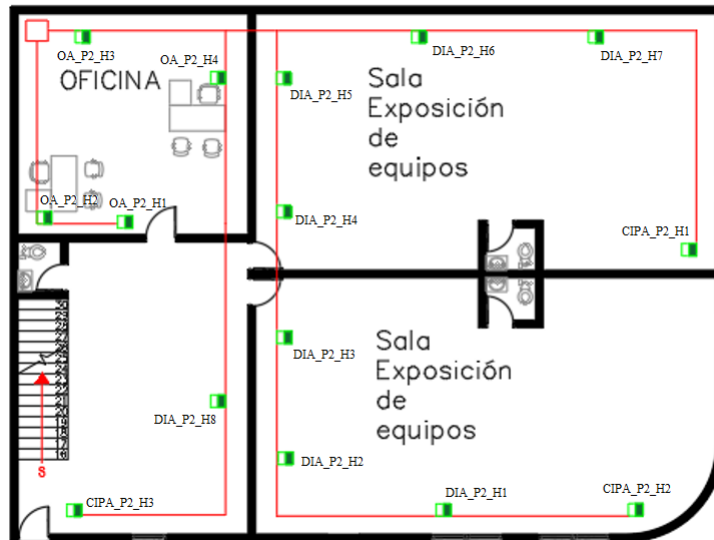 OA_P2_H3
DIA_P2_H6
DIA_P2_H7
OA_P2_H4
OFICINA
DIA_P2_H5
Sala
Exposición
de
equipos
OA_P2_H2
OA_P2_H1
DIA_P2_H4
CIPA_P2_H1
DIA_P2_H3
Sala
Exposición
de
equipos
DIA_P2_H8
DIA_P2_H2
S
CIPA_P2_H3
DIA_P2_H1
CIPA_P2_H2